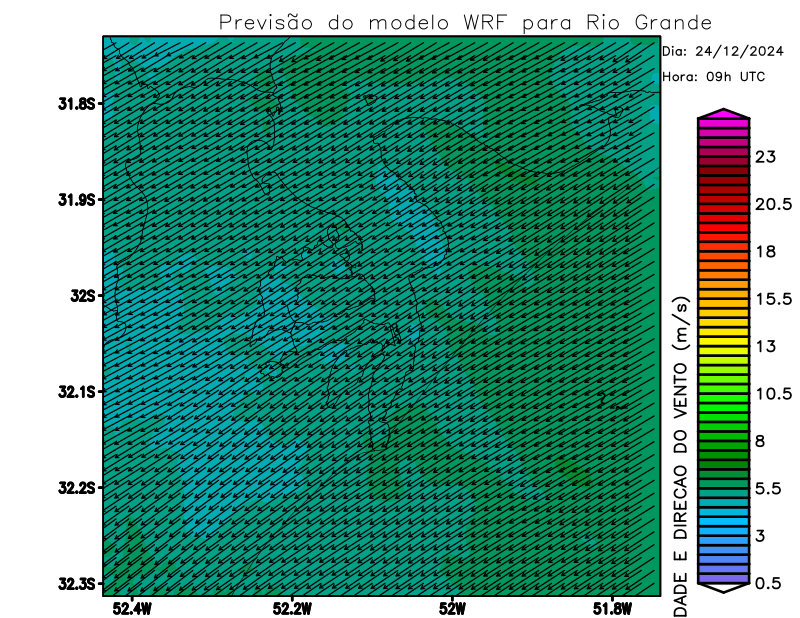 Previsão do modelo WRF para Rio Grande
Dia: 24/12/2024
Hora: 09h UTC
31.8S
31.9S
32S
32.1S
32.2S
32.3S
52.4W
52.2W
52W
51.8W
23
20.5
18
15.5
13
10.5
8
5.5
3
0.5
DADE E DIRECAO DO VENTO (m/s)